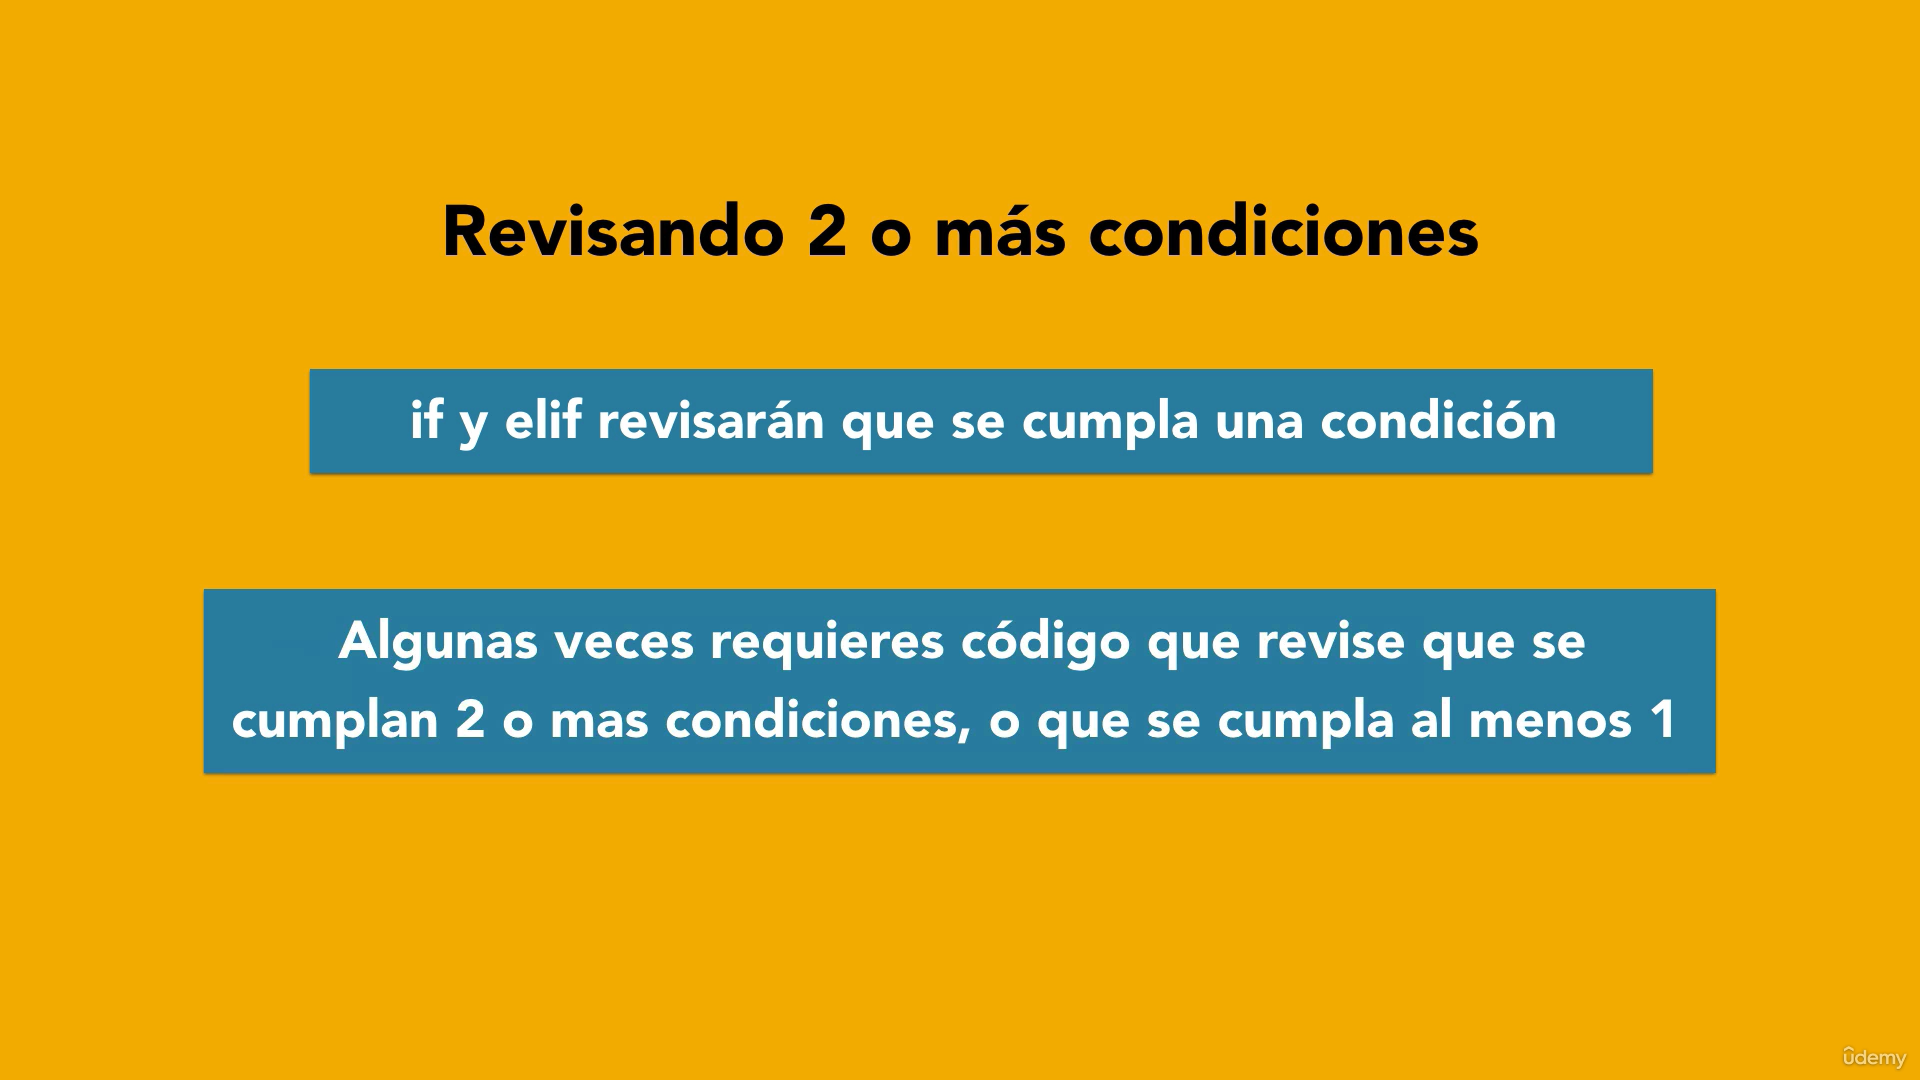 Revisando 2 o más condiciones
if y elif revisarán que se cumpla una condición
Algunas veces requieres código que revise que se
cumplan 2 o mas condiciones, o que se cumpla al menos 1
ûdemy